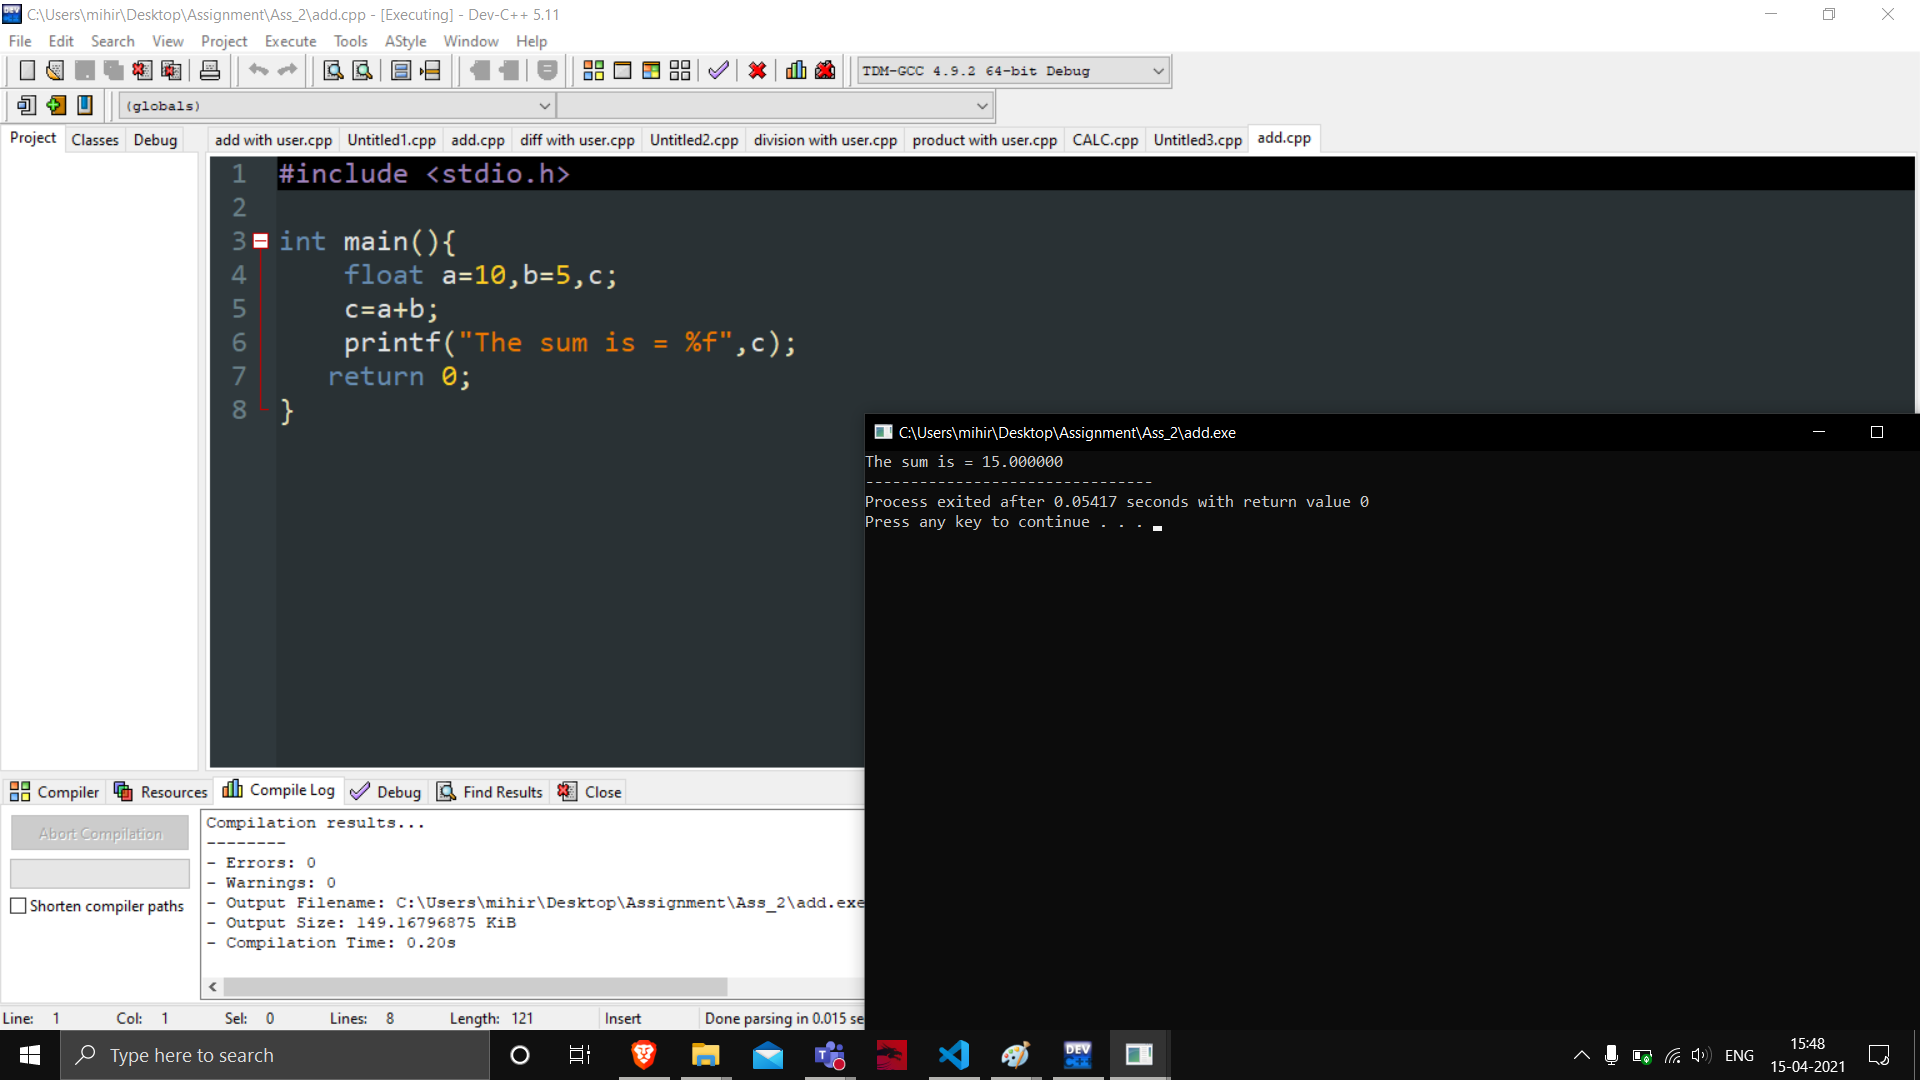 C:\Users\mihir\Desktop\Assignment\Ass_2\add.cpp - [Executing] - Dev-C++ 5.11
File Edit Search View Project Execute Tools AStyle Window Help
TDM-GCC 4.9.2 64-bit Debug
(globals)
Project Classes Debug
add with user.cpp Untitled1.cpp add.cpp diff with user.cpp Untitled2.cpp division with user.cpp product with user.cpp CALC.cpp Untitled3.cpp add.cpp
1 #include <stdio.h>
2
3 int main(){
4 float a=10,b=5,c;
5 c=a+b;
6 printf("The sum is = %f",c);
7 return 0;
8 }
C:\Users\mihir\Desktop\Assignment\Ass_2\add.exe
The sum is = 15.000000
--------------------------------
Process exited after 0.05417 seconds with return value 0
Press any key to continue . . .
Compiler Resources Compile Log Debug Find Results Close
Abort Compilation
Shorten compiler paths
Compilation results...
--------
- Errors: 0
- Warnings: 0
- Output Filename: C:\Users\mihir\Desktop\Assignment\Ass_2\add.exe
- Output Size: 149.16796875 KiB
- Compilation Time: 0.20s
Line: 1 Col: 1 Sel: 0 Lines: 8 Length: 121 Insert Done parsing in 0.015 se
Type here to search
DEV C++
ENG
15:48
15-04-2021